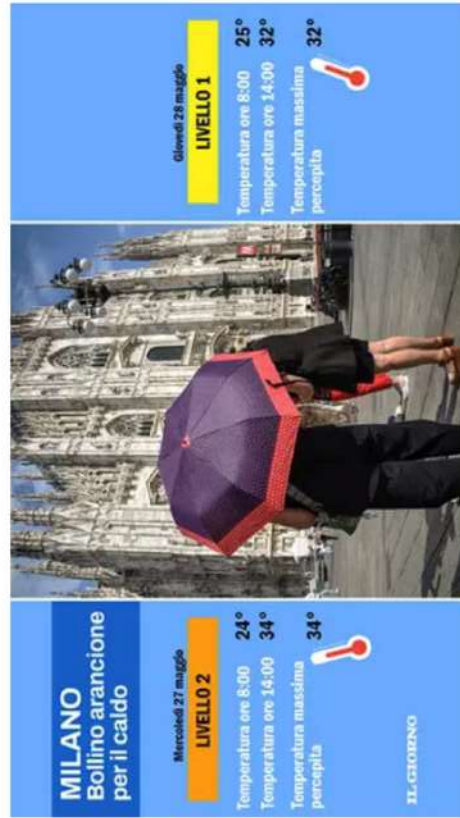 MILANO
Bollino arancione
per il caldo
Mercoledì 27 maggio
LIVELLO 2
Temperatura ore 8:00 24°
Temperatura ore 14:00 34°
Temperatura massima
percepita 34°
IL GIORNO
Giovedì 28 maggio
LIVELLO 1
Temperatura ore 8:00 25°
Temperatura ore 14:00 32°
Temperatura massima
percepita 32°